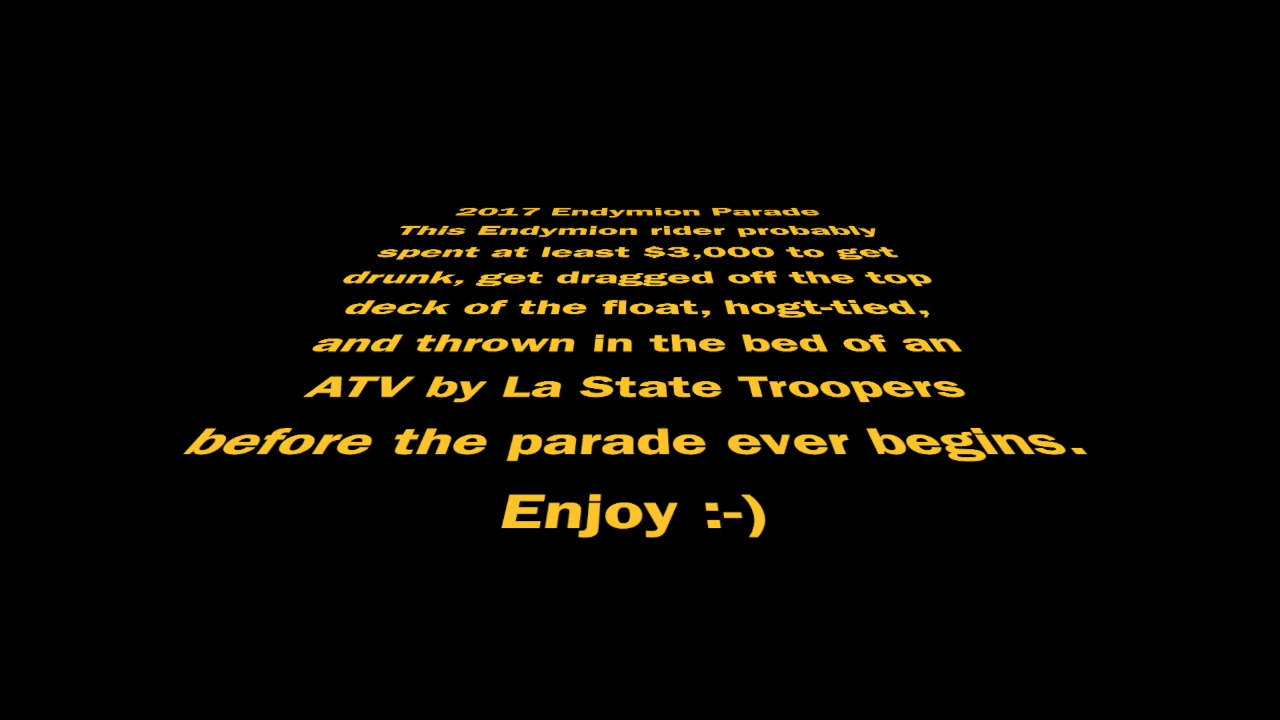 2017 Endymion Parade
This Endymion rider probably
spent at least $3,000 to get
drunk, get dragged off the top
deck of the float, hogt-tied,
and thrown in the bed of an
ATV by La State Troopers
before the parade ever begins.
Enjoy :-)